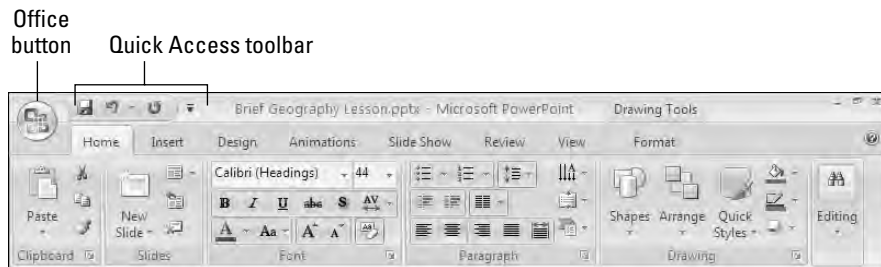 Office
button Quick Access toolbar
Brief Geography Lesson.pptx - Microsoft PowerPoint Drawing Tools
Home Insert Design Animations Slide Show Review View Format
Calibri (Headings) 44
Paste New Slide B I U abc S AV Shapes Arrange Quick Styles Editing
A Aa A A
Clipboard Slides Font Paragraph Drawing